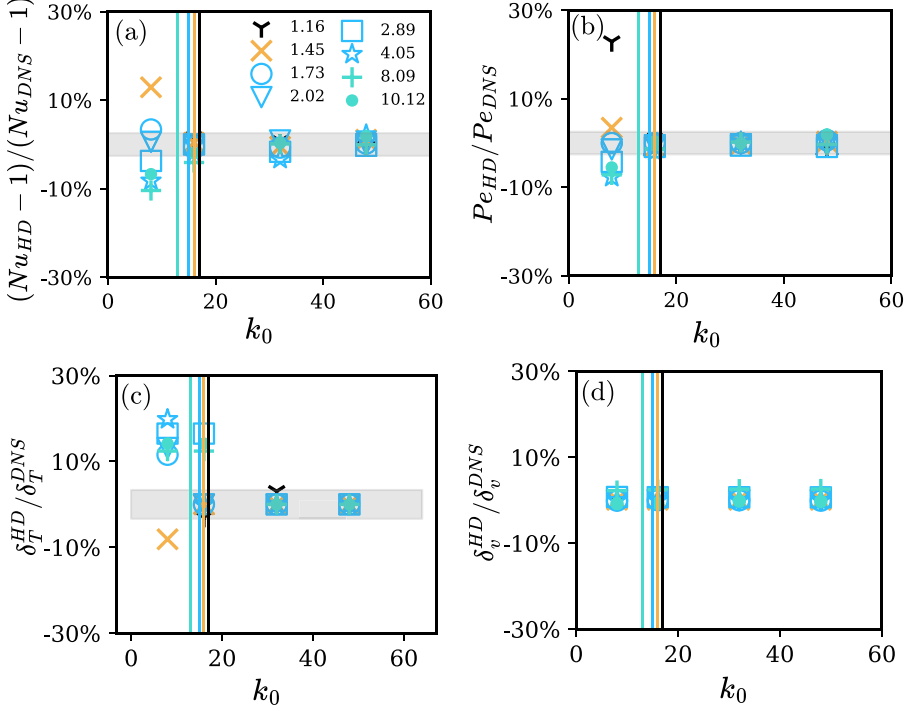 (a)
1.16
1.45
1.73
2.02
2.89
4.05
8.09
10.12
30%
10%
-10%
-30%
(Nu_HD − 1)/(Nu_DNS − 1)
0 20 40 60
k_0
(b)
30%
10%
-10%
-30%
Pe_HD/Pe_DNS
0 20 40 60
k_0
(c)
30%
10%
-10%
-30%
δ_T^HD/δ_T^DNS
0 20 40 60
k_0
(d)
30%
10%
-10%
-30%
δ_v^HD/δ_v^DNS
0 20 40 60
k_0